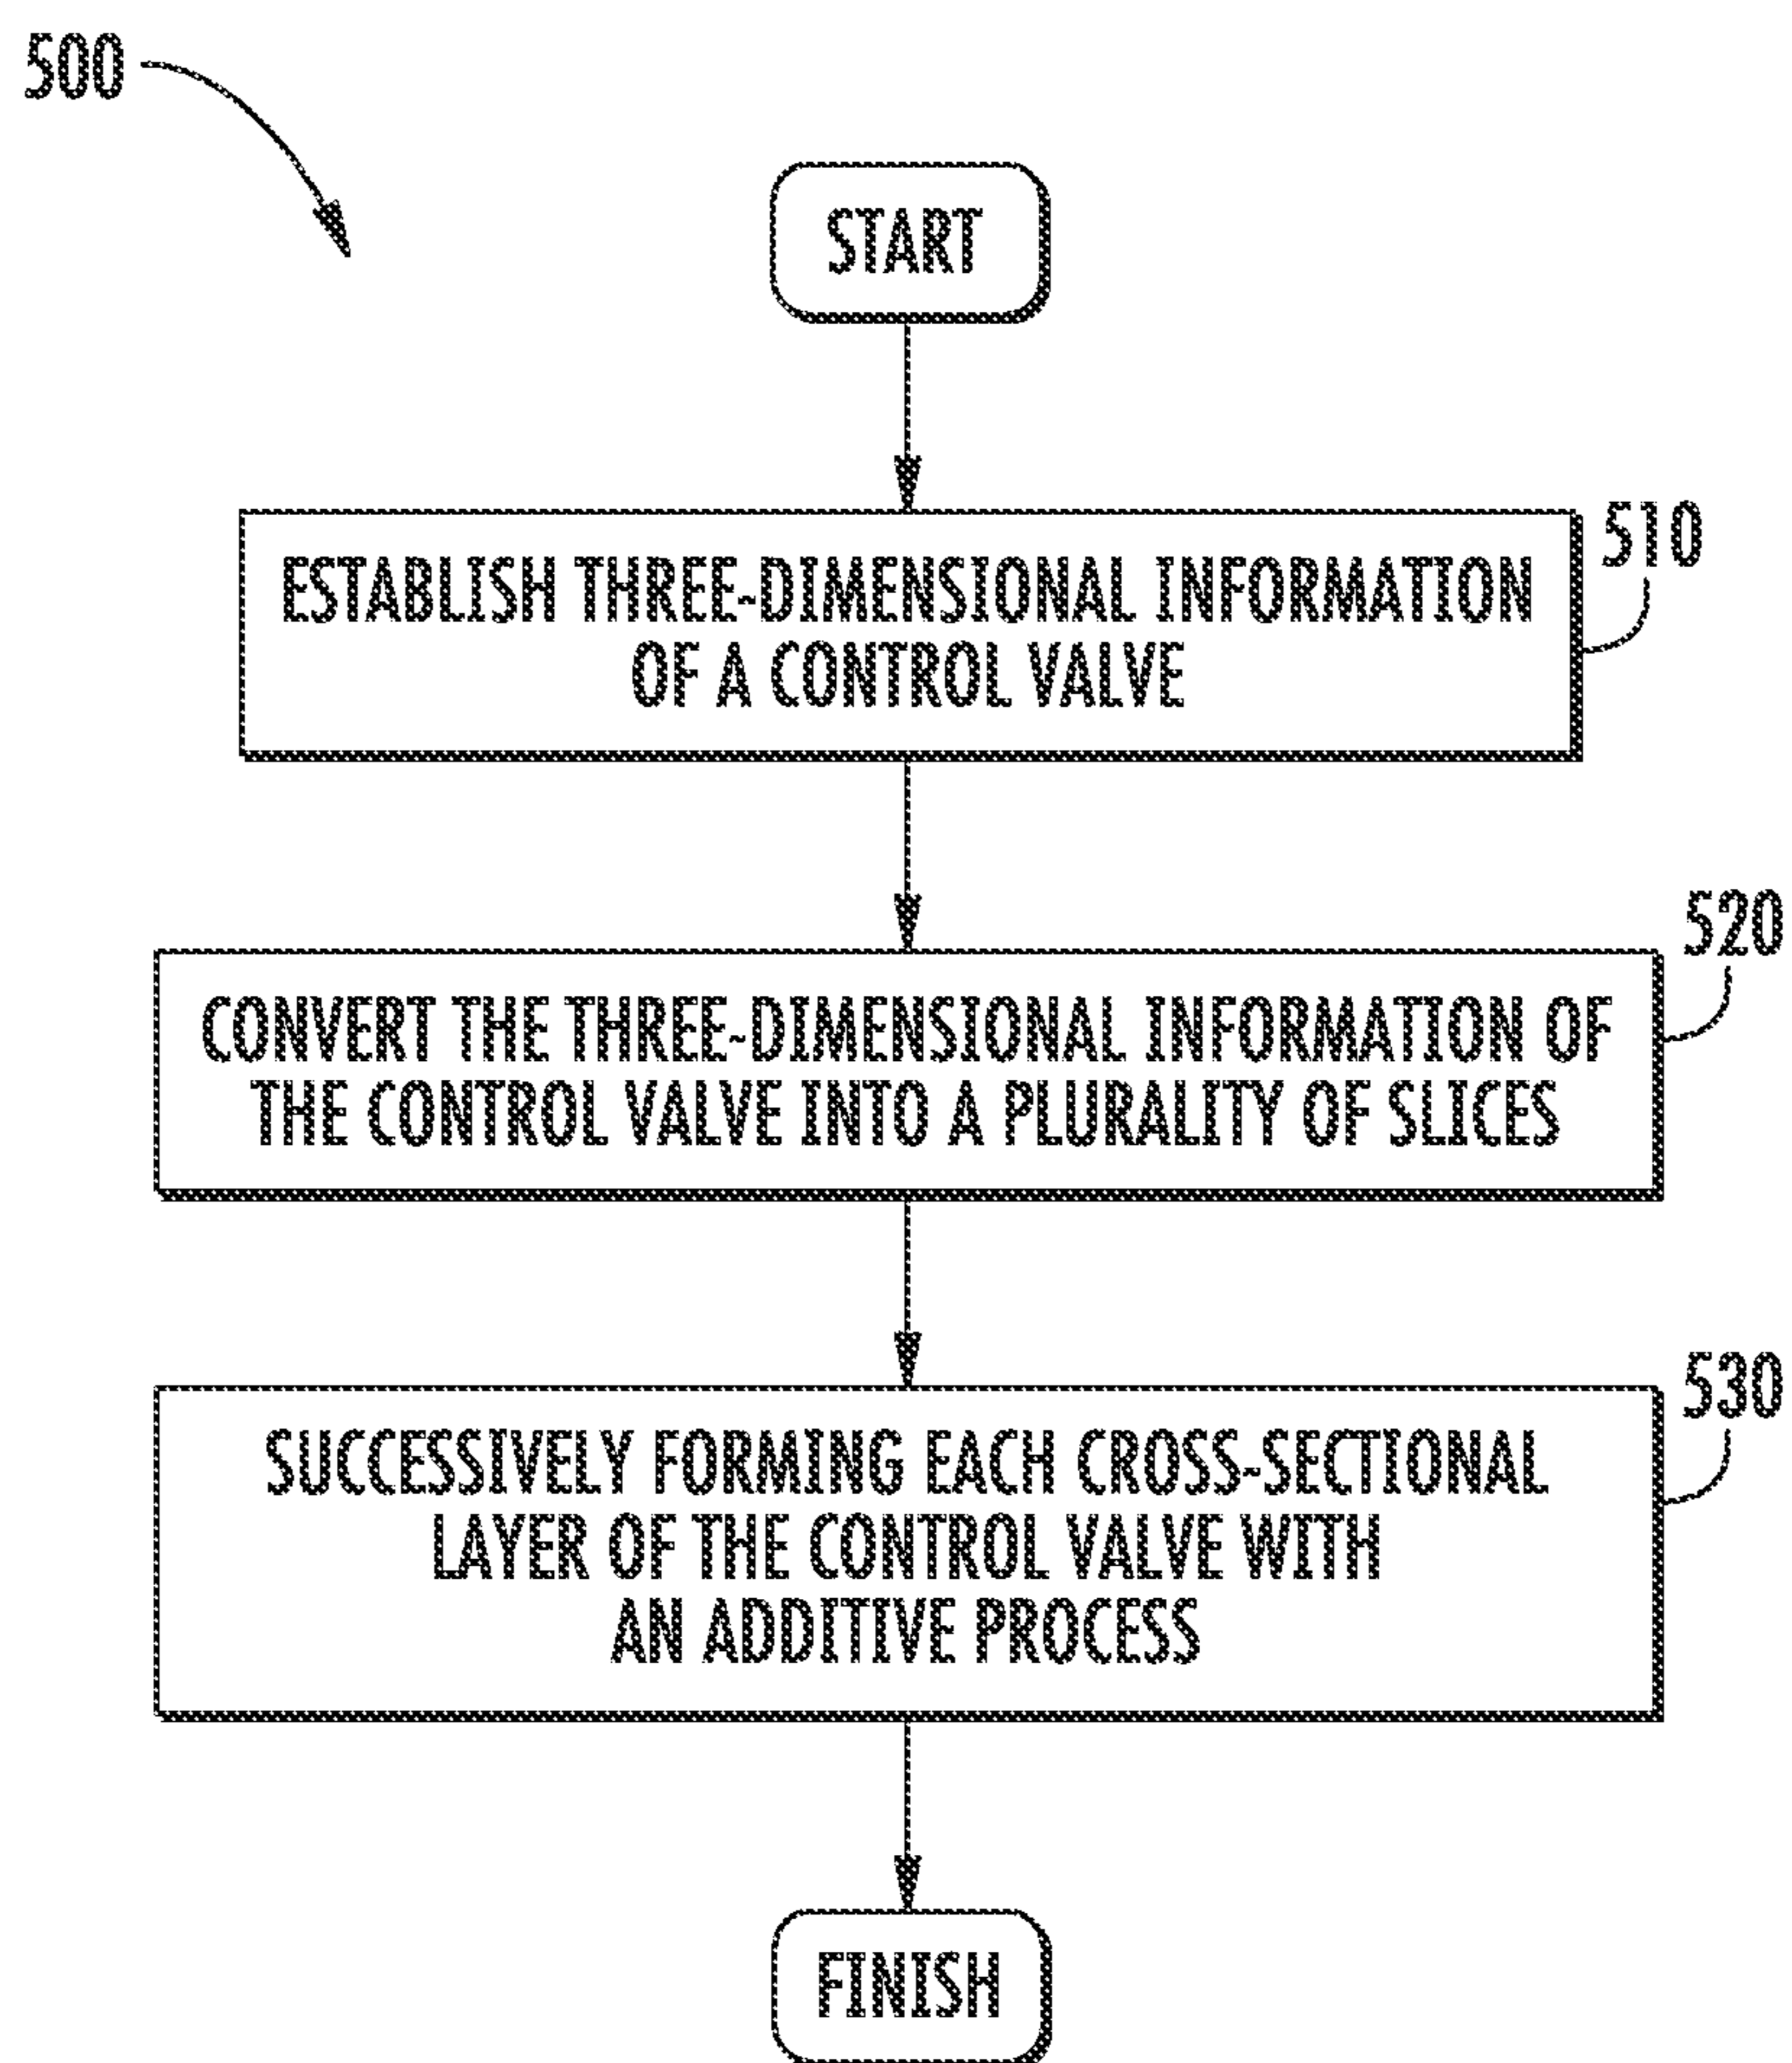 500
START
510
ESTABLISH THREE-DIMENSIONAL INFORMATION
OF A CONTROL VALVE
520
CONVERT THE THREE-DIMENSIONAL INFORMATION OF
THE CONTROL VALVE INTO A PLURALITY OF SLICES
530
SUCCESSIVELY FORMING EACH CROSS-SECTIONAL
LAYER OF THE CONTROL VALVE WITH
AN ADDITIVE PROCESS
FINISH